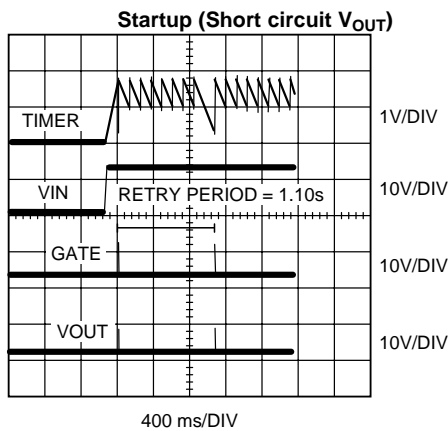 Startup (Short circuit VOUT)
TIMER
1V/DIV
VIN
10V/DIV
RETRY PERIOD = 1.10s
GATE
10V/DIV
VOUT
10V/DIV
400 ms/DIV